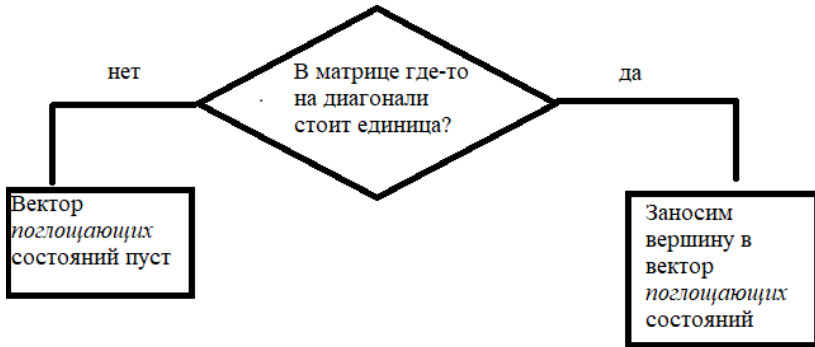 нет
В матрице где-то
на диагонали
стоит единица?
да
Вектор
поглощающих
состояний пуст
Заносим
вершину в
вектор
поглощающих
состояний